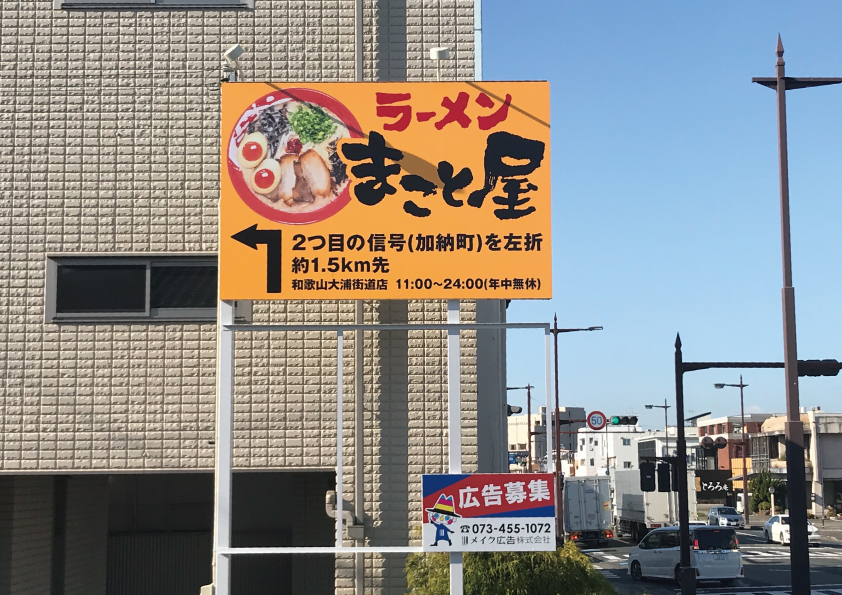 ラーメン
まこと屋
2つ目の信号(加納町)を左折
約1.5km先
和歌山大浦街道店 11:00〜24:00(年中無休)
50
広告募集
☎073-455-1072
メイク広告株式会社